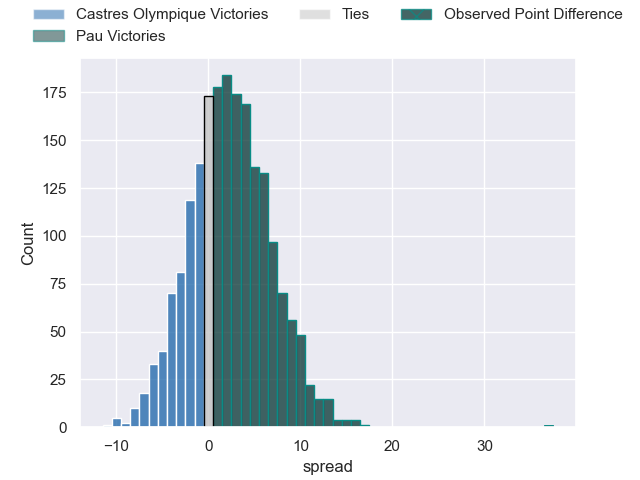 Castres Olympique Victories
Ties
Observed Point Difference
Pau Victories
175
150
125
100
75
50
25
0
Count
−10
0
10
20
30
spread